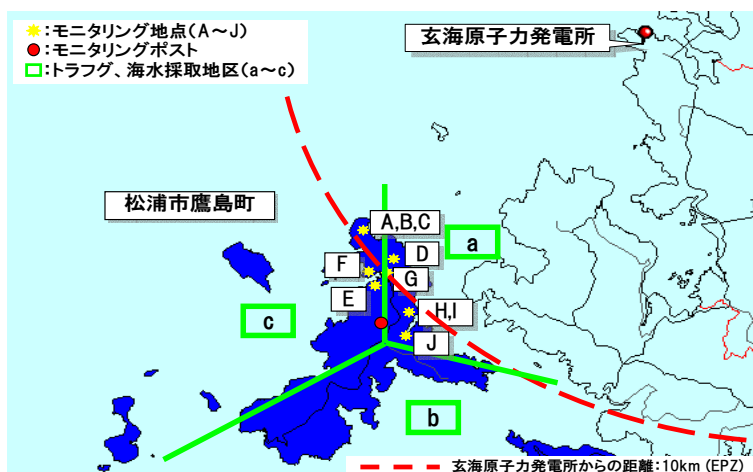 :モニタリング地点(A～J)
:モニタリングポスト
:トラフグ、海水採取地区(a～c)
玄海原子力発電所
松浦市鷹島町
A,B,C
a
D
F
G
E
H,I
c
J
b
玄海原子力発電所からの距離:10km (EPZ)